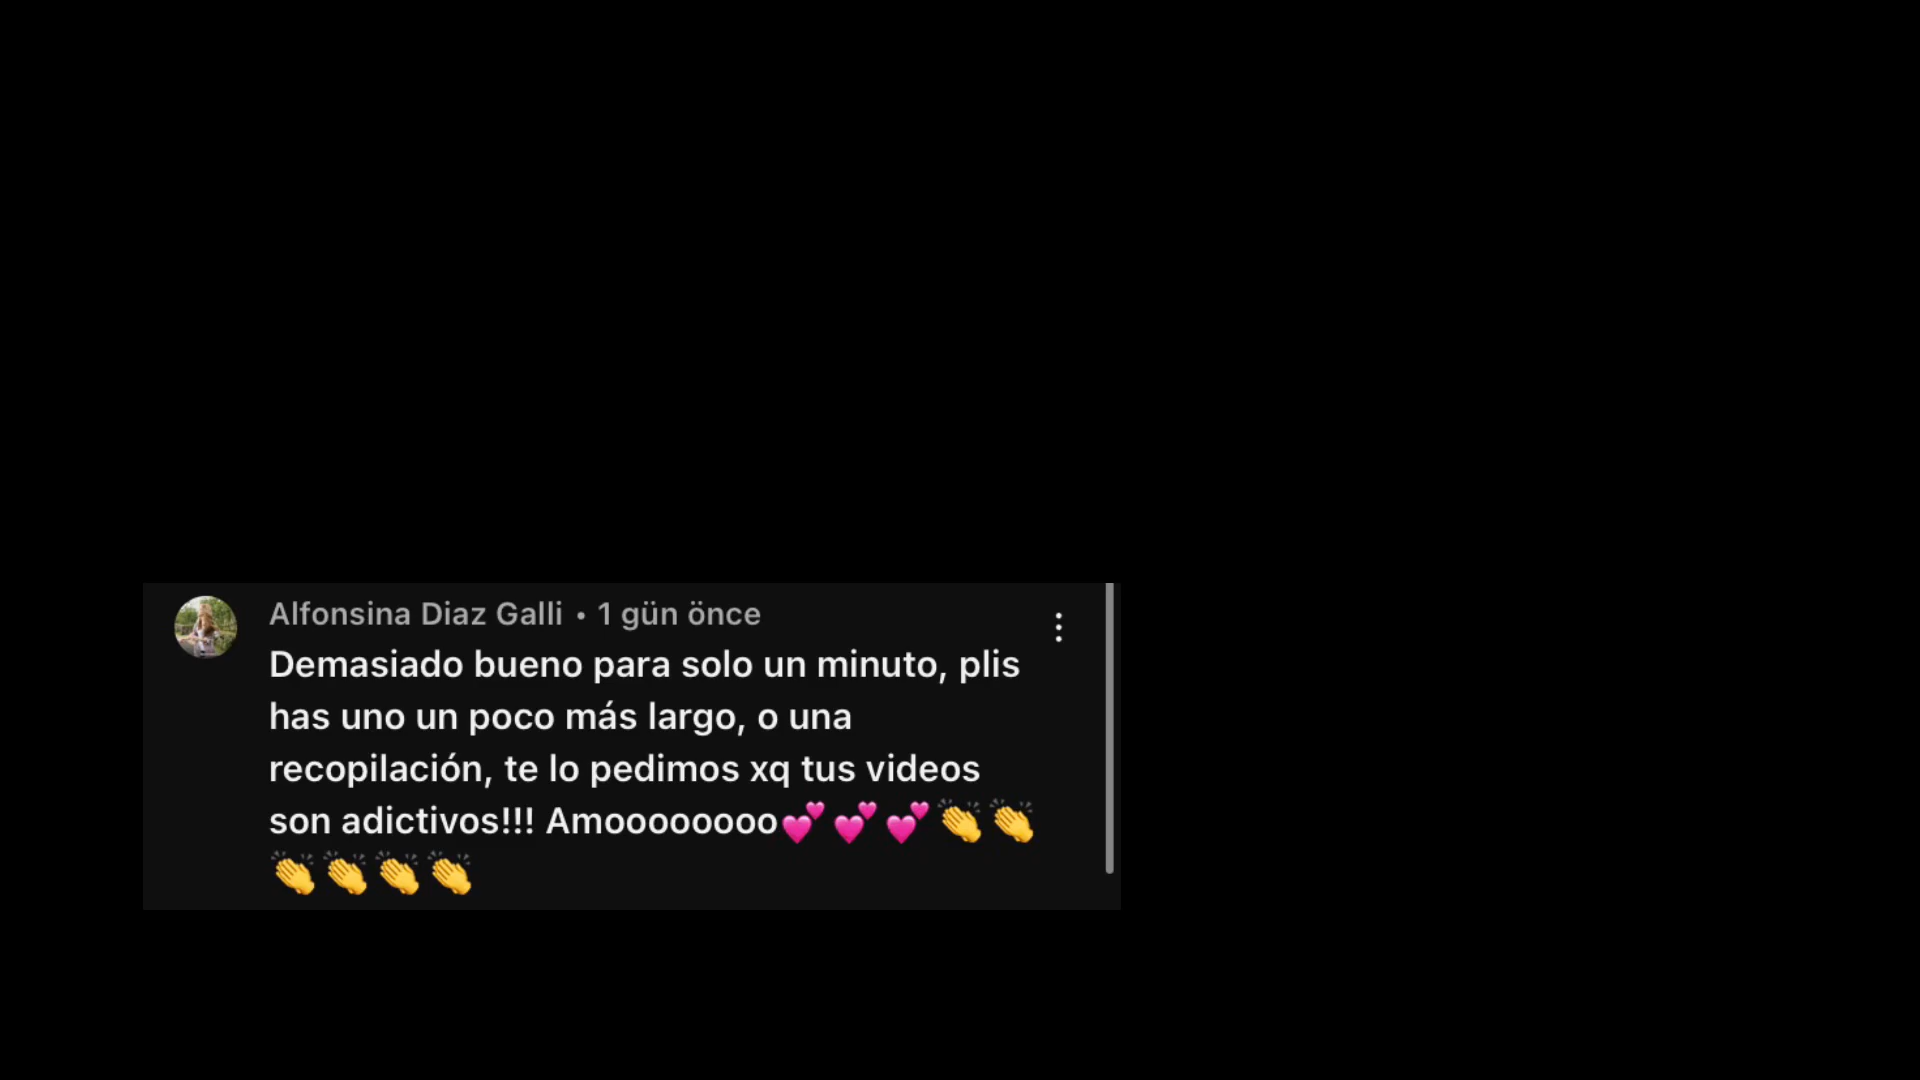 Alfonsina Diaz Galli • 1 gün önce
Demasiado bueno para solo un minuto, plis
has uno un poco más largo, o una
recopilación, te lo pedimos xq tus videos
son adictivos!!! Amoooooooo💕💕💕👏👏
👏👏👏👏